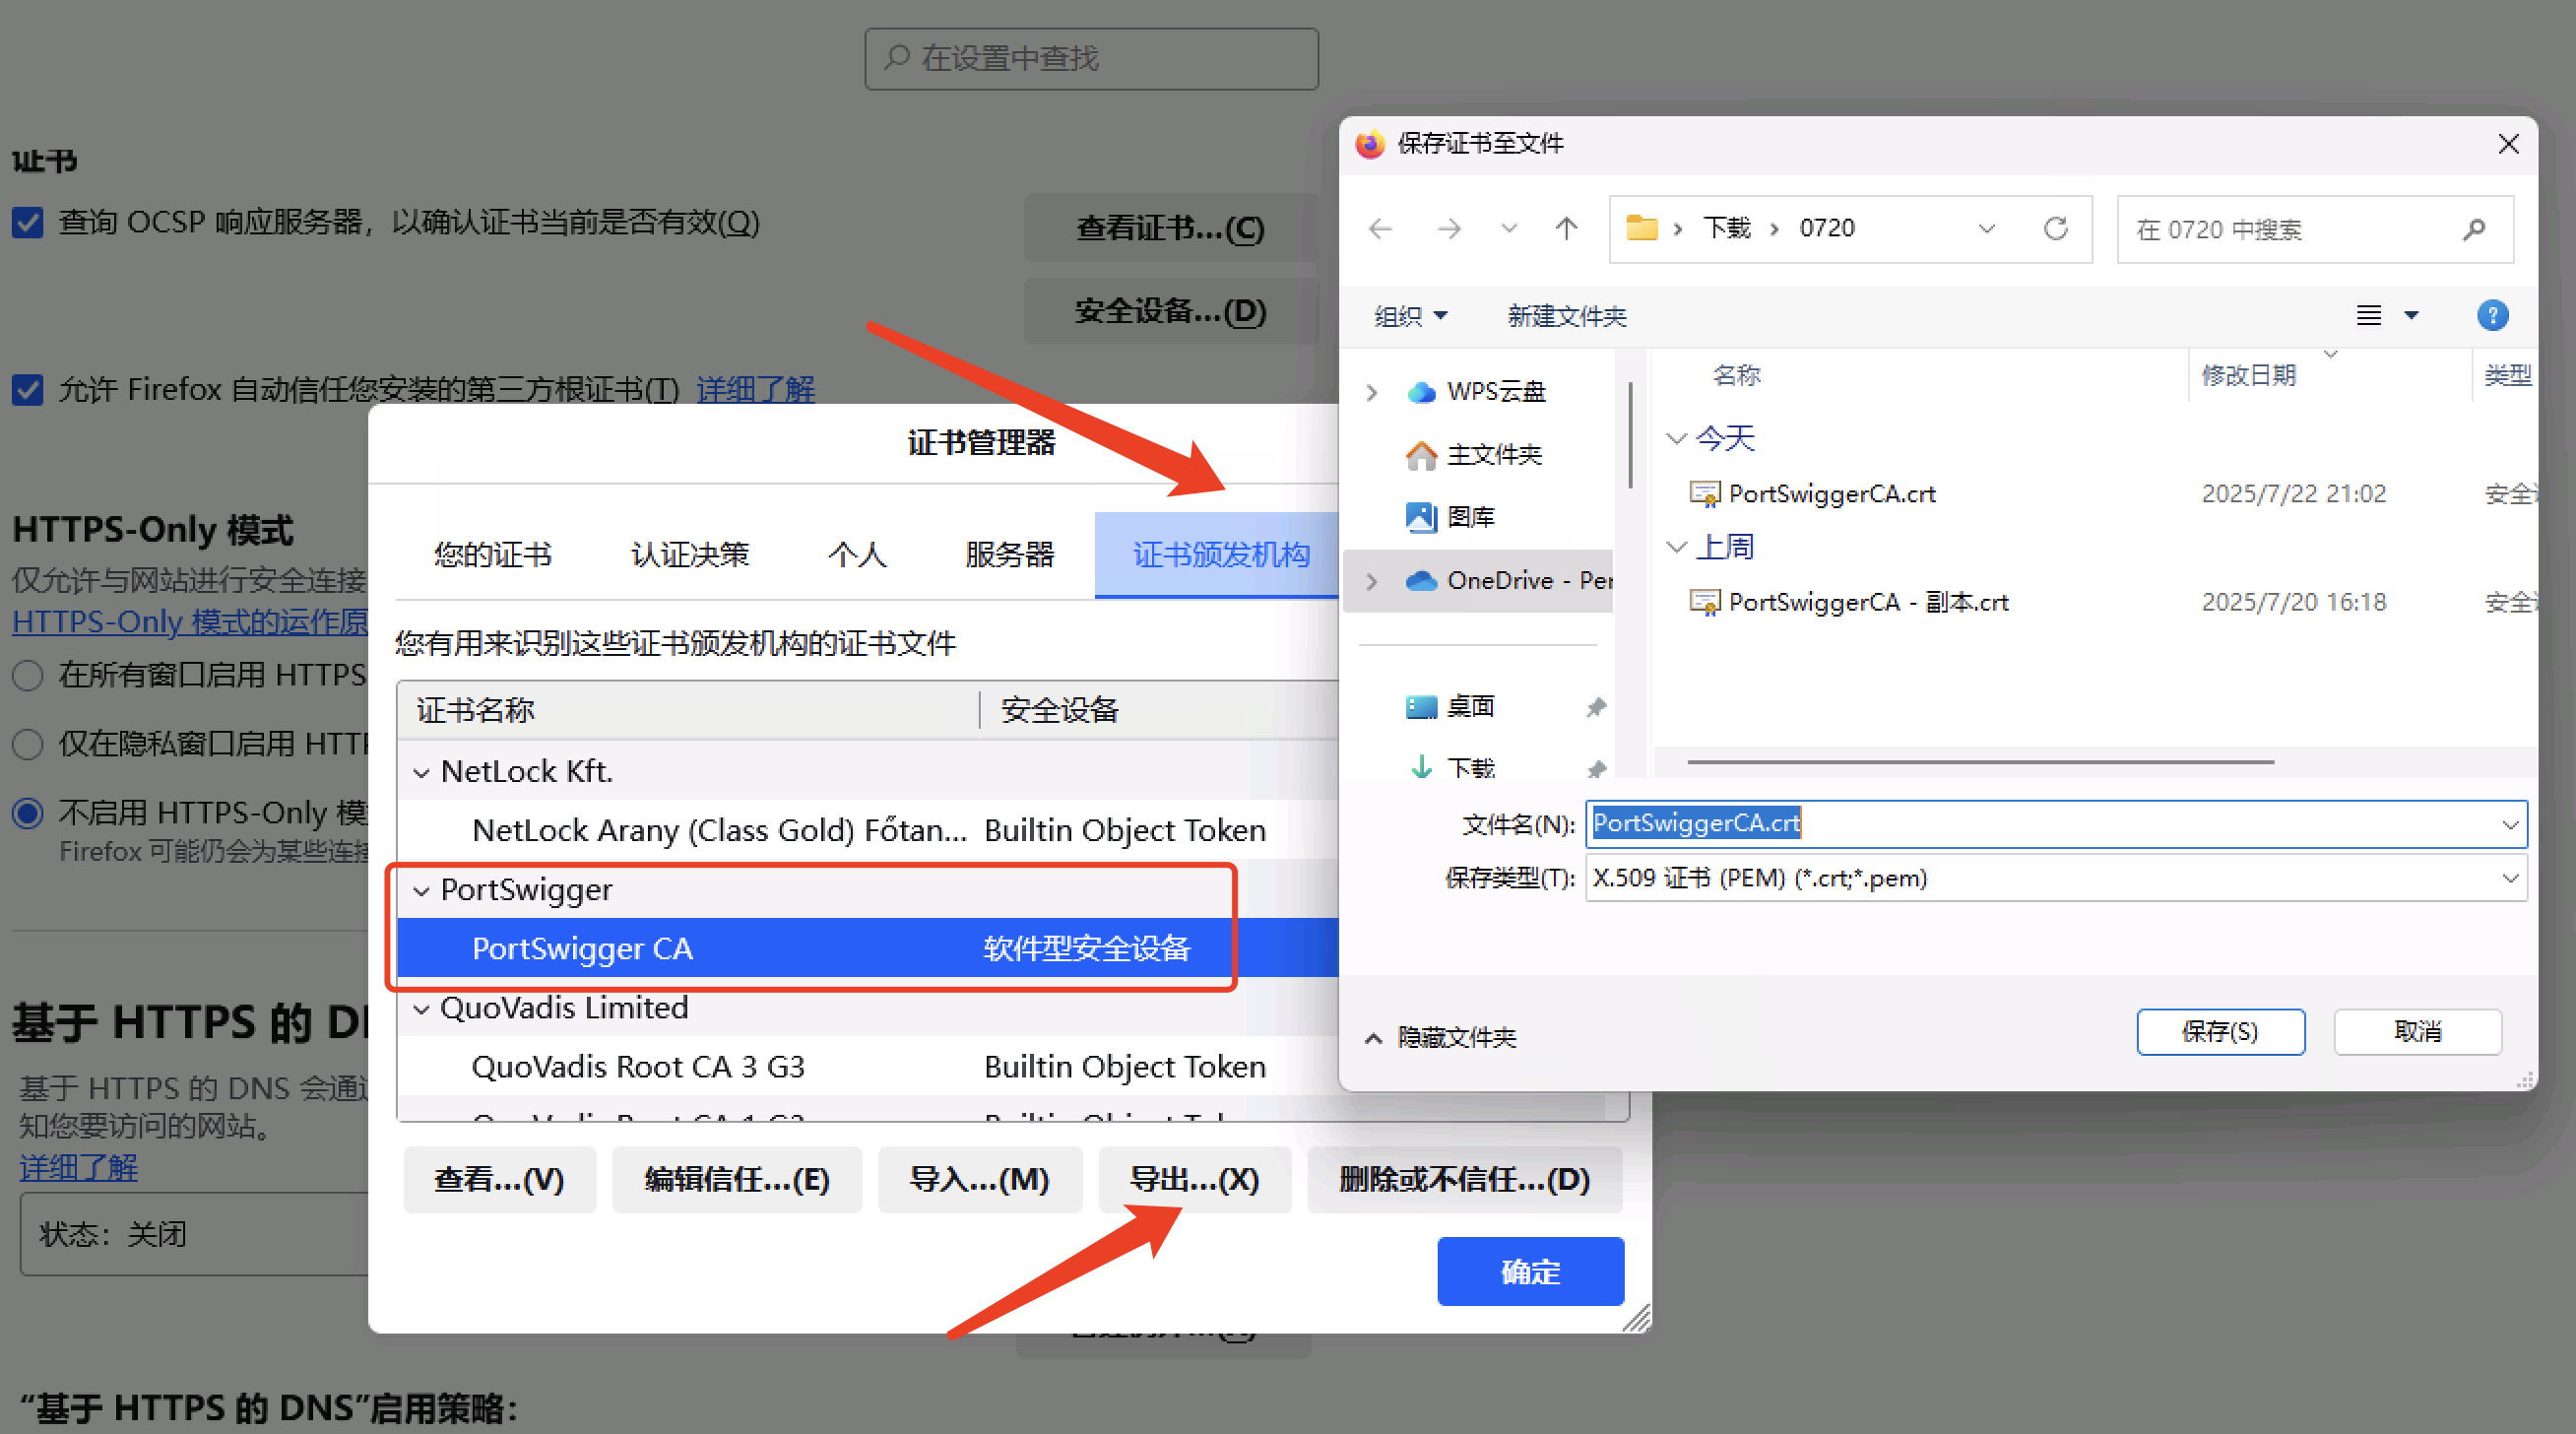 在设置中查找
证书
查询 OCSP 响应服务器，以确认证书当前是否有效(Q)
查看证书...(C)
安全设备...(D)
允许 Firefox 自动信任您安装的第三方根证书(T) 详细了解
HTTPS-Only 模式
仅允许与网站进行安全连接
HTTPS-Only 模式的运作原
在所有窗口启用 HTTPS
仅在隐私窗口启用 HTT
不启用 HTTPS-Only 模
Firefox 可能仍会为某些连接
基于 HTTPS 的 D
基于 HTTPS 的 DNS 会通
知您要访问的网站。
详细了解
状态：关闭
“基于 HTTPS 的 DNS”启用策略：
证书管理器
您的证书 认证决策 个人 服务器 证书颁发机构
您有用来识别这些证书颁发机构的证书文件
证书名称 安全设备
NetLock Kft.
NetLock Arany (Class Gold) Főtan... Builtin Object Token
PortSwigger
PortSwigger CA 软件型安全设备
QuoVadis Limited
QuoVadis Root CA 3 G3 Builtin Object Token
查看...(V) 编辑信任...(E) 导入...(M) 导出...(X) 删除或不信任...(D)
确定
保存证书至文件
下载 › 0720
在 0720 中搜索
组织 新建文件夹
WPS云盘
主文件夹
图库
OneDrive - Per
桌面
下载
名称 修改日期 类型
今天
PortSwiggerCA.crt 2025/7/22 21:02 安全
上周
PortSwiggerCA - 副本.crt 2025/7/20 16:18 安全
文件名(N): PortSwiggerCA.crt
保存类型(T): X.509 证书 (PEM) (*.crt;*.pem)
隐藏文件夹
保存(S) 取消